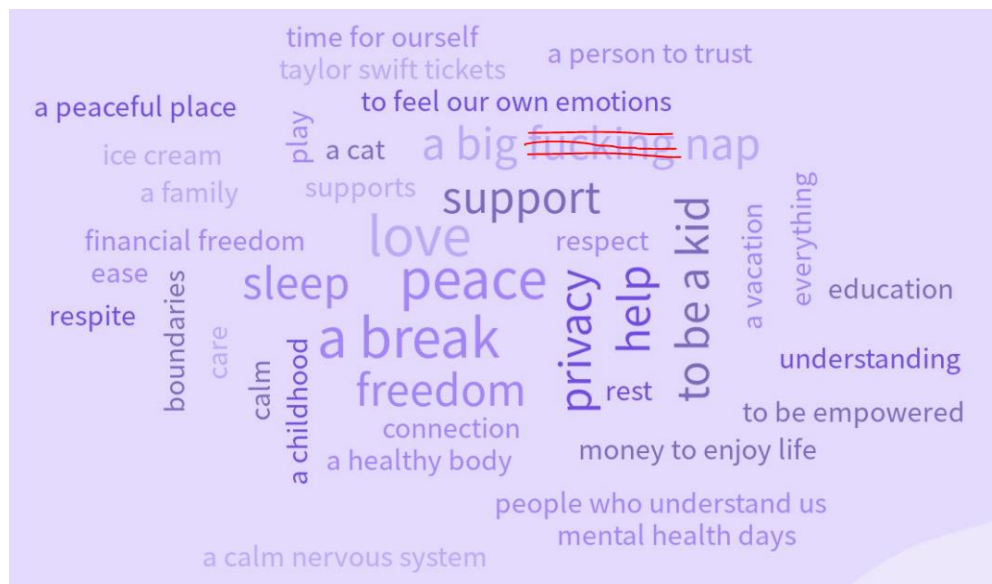 time for ourself
a person to trust
taylor swift tickets
a peaceful place
to feel our own emotions
play
a cat
a big fucking nap
ice cream
a family
supports
support
everything
to be a kid
a vacation
love
financial freedom
respect
ease
sleep
peace
privacy
help
education
respite
boundaries
care
a break
understanding
calm
a childhood
freedom
rest
to be empowered
connection
money to enjoy life
a healthy body
people who understand us
mental health days
a calm nervous system